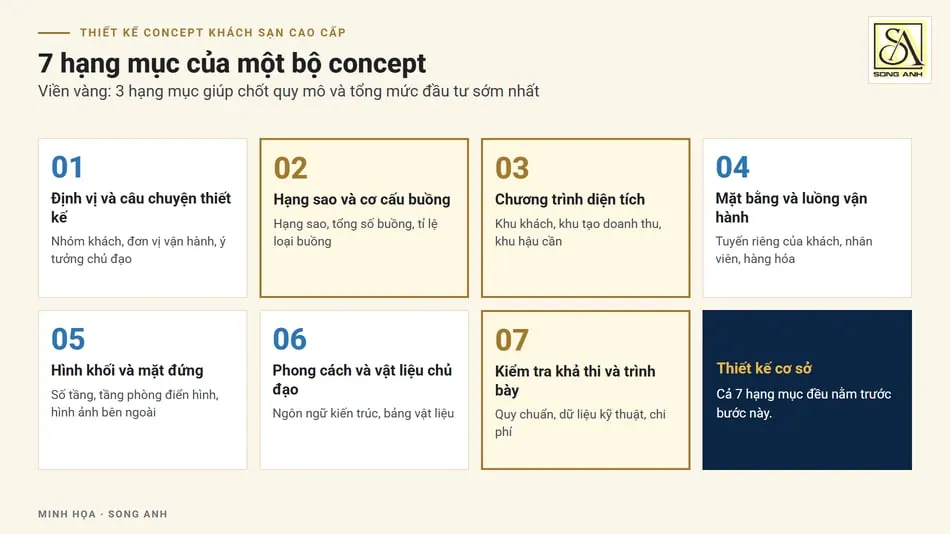 THIẾT KẾ CONCEPT KHÁCH SẠN CAO CẤP
7 hạng mục của một bộ concept
Viền vàng: 3 hạng mục giúp chốt quy mô và tổng mức đầu tư sớm nhất
SA
SONG ANH
01
Định vị và câu chuyện thiết
kế
Nhóm khách, đơn vị vận hành, ý
tưởng chủ đạo
02
Hạng sao và cơ cấu buồng
Hạng sao, tổng số buồng, tỉ lệ
loại buồng
03
Chương trình diện tích
Khu khách, khu tạo doanh thu,
khu hậu cần
04
Mặt bằng và luồng vận
hành
Tuyến riêng của khách, nhân
viên, hàng hóa
05
Hình khối và mặt đứng
Số tầng, tầng phòng điển hình,
hình ảnh bên ngoài
06
Phong cách và vật liệu chủ
đạo
Ngôn ngữ kiến trúc, bảng vật liệu
07
Kiểm tra khả thi và trình
bày
Quy chuẩn, dữ liệu kỹ thuật, chi
phí
Thiết kế cơ sở
Cả 7 hạng mục đều nằm trước
bước này.
MINH HỌA · SONG ANH